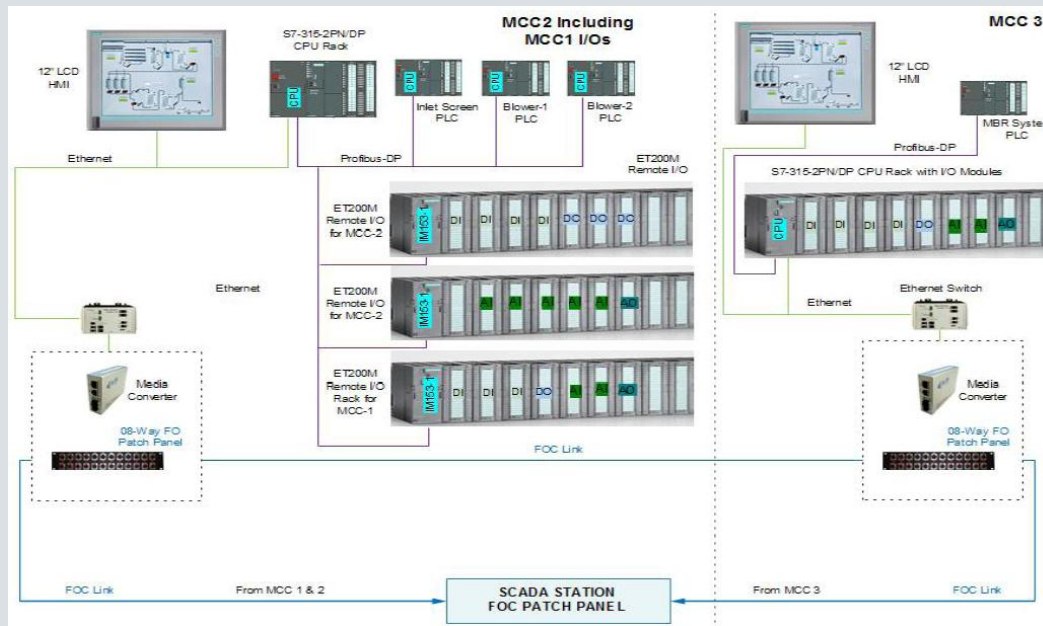 MCC2 Including
MCC1 I/Os
MCC 3
S7-315-2PN/DP
CPU Rack
12" LCD
HMI
CPU
CPU
CPU
CPU
Inlet Screen
PLC
Blower-1
PLC
Blower-2
PLC
12" LCD
HMI
MBR Syste
PLC
Ethernet
Profibus-DP
ET200M
Remote I/O
Profibus-DP
S7-315-2PN/DP CPU Rack with I/O Modules
ET200M
Remote I/O
for MCC-2
IM153-1 DI DI DI DI DO DO DO
CPU DI DI DI DI DO AI AI AO
Ethernet
ET200M
Remote I/O
for MCC-2
IM153-1 AI AI AI AI AI AO
Ethernet
Ethernet Switch
ET200M
Remote I/O
Rack for
MCC-1
IM153-1 DI DI DI DO AI AI AO
Media
Converter
08-Way FO
Patch Panel
Media
Converter
08-Way FO
Patch Panel
FOC Link
FOC Link
From MCC 1 & 2
SCADA STATION
FOC PATCH PANEL
From MCC 3
FOC Link